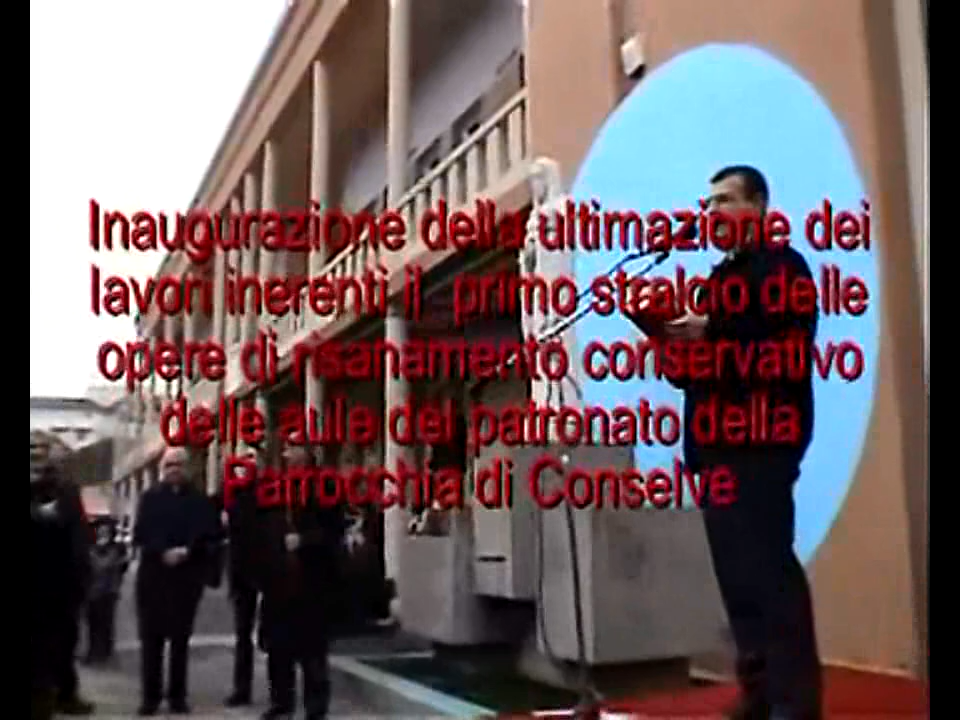 Inaugurazione della ultimazione dei
lavori inerenti il primo stralcio delle
opere di risanamento conservativo
delle aule del patronato della
Parrocchia di Conselve